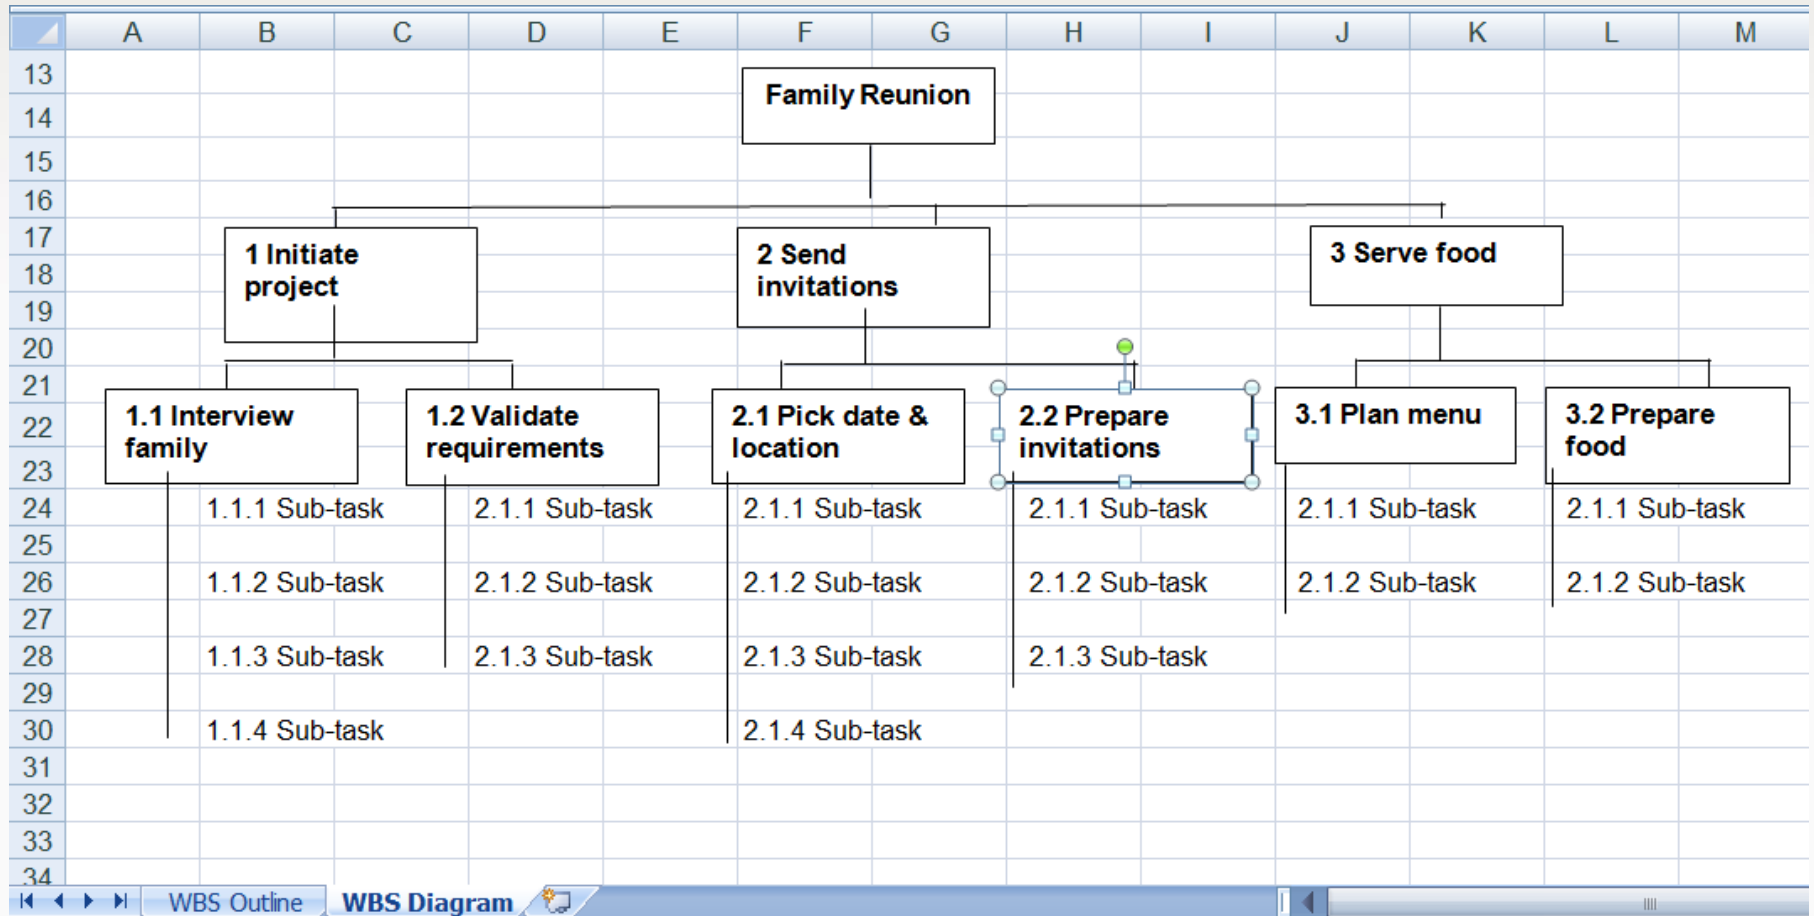 A B C D E F G H I J K L M
13
Family Reunion
14
15
16
17
1 Initiate
project
2 Send
invitations
3 Serve food
18
19
20
21
1.1 Interview
family
1.2 Validate
requirements
2.1 Pick date &
location
2.2 Prepare
invitations
3.1 Plan menu
3.2 Prepare
food
22
23
24 1.1.1 Sub-task 2.1.1 Sub-task 2.1.1 Sub-task 2.1.1 Sub-task 2.1.1 Sub-task 2.1.1 Sub-task
25
26 1.1.2 Sub-task 2.1.2 Sub-task 2.1.2 Sub-task 2.1.2 Sub-task 2.1.2 Sub-task 2.1.2 Sub-task
27
28 1.1.3 Sub-task 2.1.3 Sub-task 2.1.3 Sub-task 2.1.3 Sub-task
29
30 1.1.4 Sub-task 2.1.4 Sub-task
31
32
33
34
WBS Outline WBS Diagram